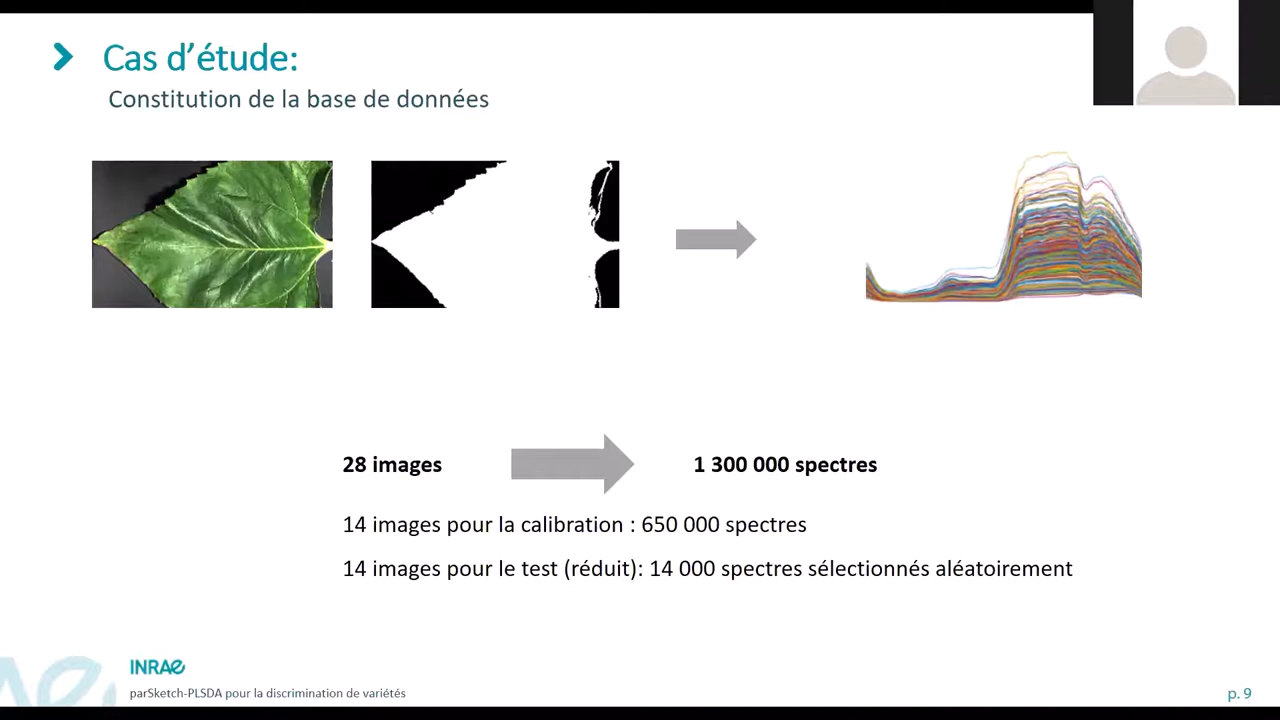 Cas d’étude:
Constitution de la base de données
28 images
1 300 000 spectres
14 images pour la calibration : 650 000 spectres
14 images pour le test (réduit): 14 000 spectres sélectionnés aléatoirement
INRAE
parSketch-PLSDA pour la discrimination de variétés
p. 9